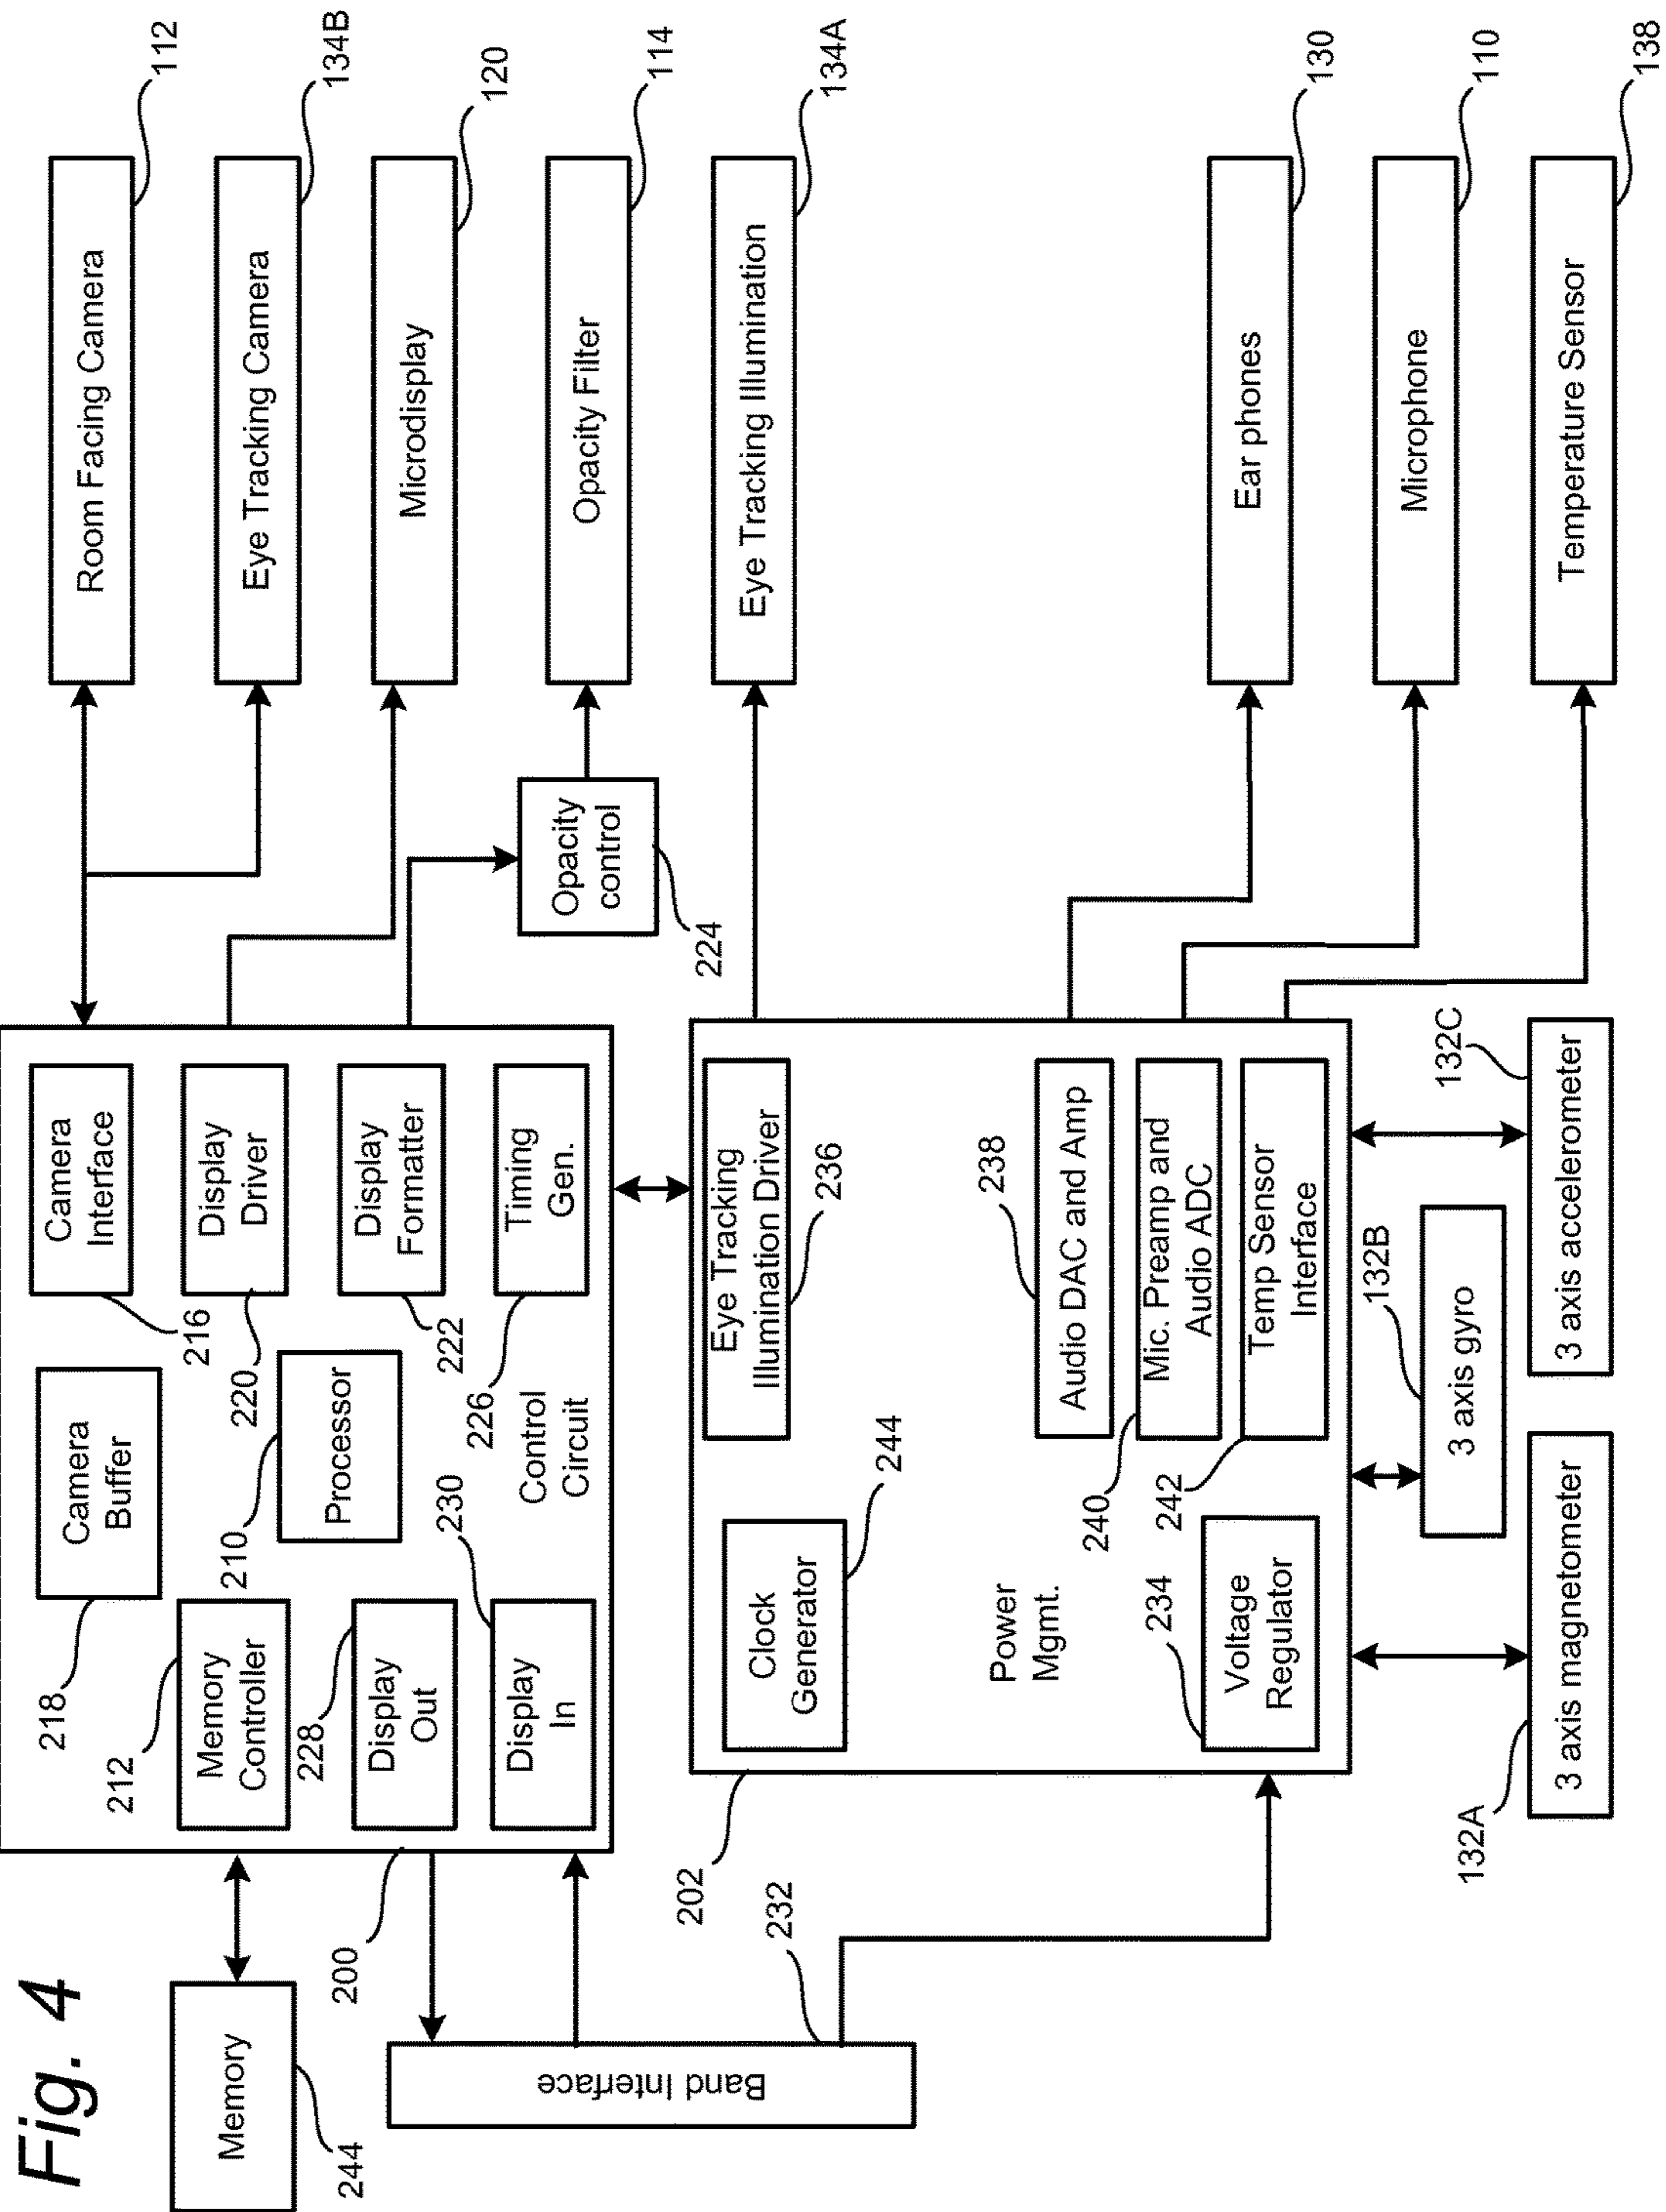 Fig. 4
Memory
244
Band Interface
232
200
202
Memory
Controller
212
Camera
Buffer
218
Camera
Interface
216
Display
Driver
220
Processor
210
Display
Formatter
222
Display
Out
228
Display
In
230
Timing
Gen.
226
Control
Circuit
Opacity
control
224
Room Facing Camera
112
Eye Tracking Camera
134B
Microdisplay
120
Opacity Filter
114
Eye Tracking Illumination
134A
Clock
Generator
244
Eye Tracking
Illumination Driver
236
Power
Mgmt.
Audio DAC and Amp
238
Mic. Preamp and
Audio ADC
240
Voltage
Regulator
234
Temp Sensor
Interface
242
Ear phones
130
Microphone
110
Temperature Sensor
138
3 axis magnetometer
132A
3 axis gyro
132B
3 axis accelerometer
132C